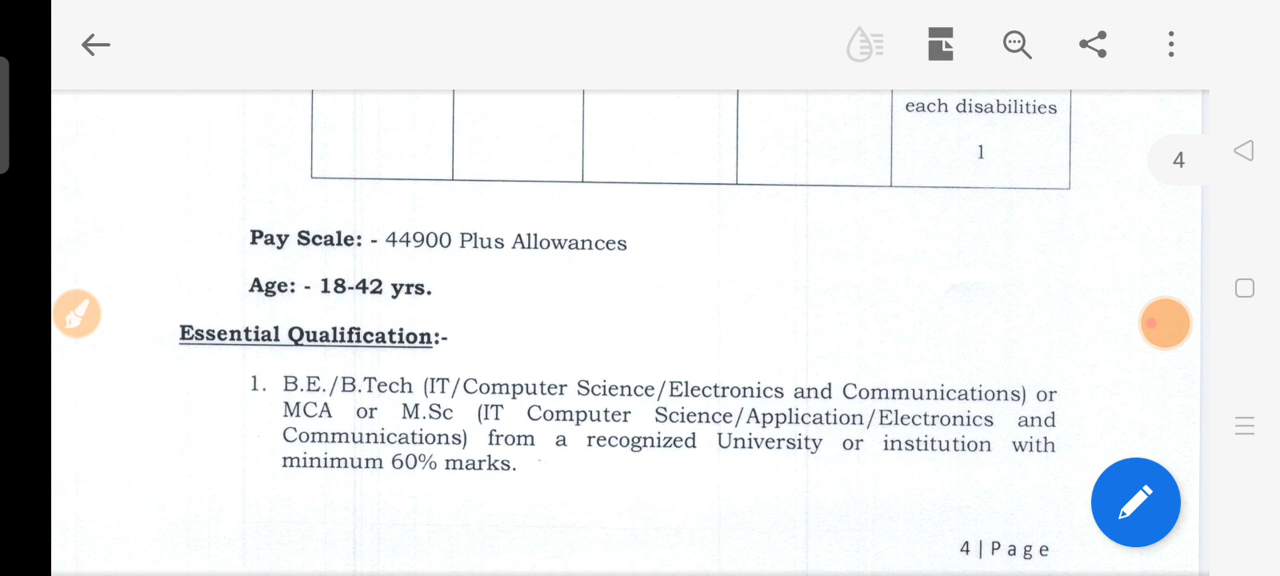 each disabilities
1
4
Pay Scale: - 44900 Plus Allowances
Age: - 18-42 yrs.
Essential Qualification:-
1. B.E./B.Tech (IT/Computer Science/Electronics and Communications) or
MCA or M.Sc (IT Computer Science/Application/Electronics and
Communications) from a recognized University or institution with
minimum 60% marks.
4 | P a g e